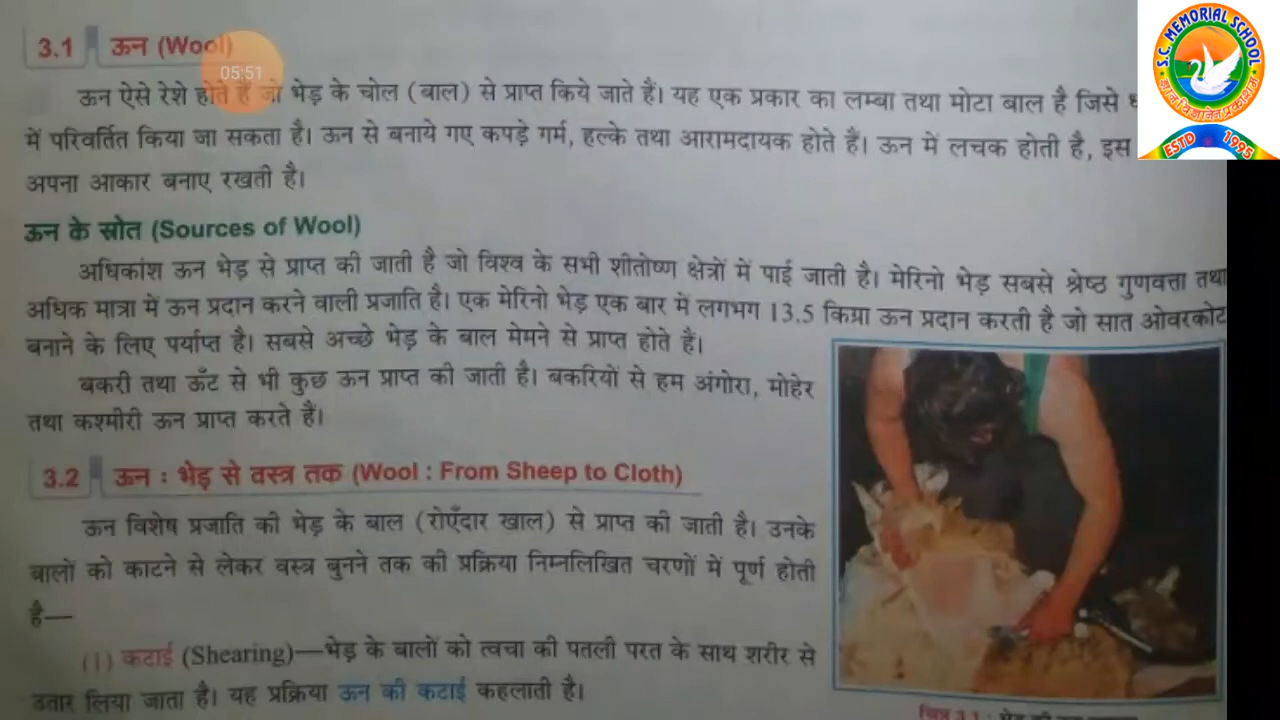 3.1 ऊन (Wool)
05:51
ऊन ऐसे रेशे होते हैं जो भेड़ के चोल (बाल) से प्राप्त किये जाते हैं। यह एक प्रकार का लम्बा तथा मोटा बाल है जिसे
में परिवर्तित किया जा सकता है। ऊन से बनाये गए कपड़े गर्म, हल्के तथा आरामदायक होते हैं। ऊन में लचक होती है, इस
अपना आकार बनाए रखती है।
ऊन के स्रोत (Sources of Wool)
अधिकांश ऊन भेड़ से प्राप्त की जाती है जो विश्व के सभी शीतोष्ण क्षेत्रों में पाई जाती है। मेरिनो भेड़ सबसे श्रेष्ठ गुणवत्ता तथा
अधिक मात्रा में ऊन प्रदान करने वाली प्रजाति है। एक मेरिनो भेड़ एक बार में लगभग 13.5 किग्रा ऊन प्रदान करती है जो सात ओवरकोट
बनाने के लिए पर्याप्त है। सबसे अच्छे भेड़ के बाल मेमने से प्राप्त होते हैं।
बकरी तथा ऊँट से भी कुछ ऊन प्राप्त की जाती है। बकरियों से हम अंगोरा, मोहेर
तथा कश्मीरी ऊन प्राप्त करते हैं।
3.2 ऊन : भेड़ से वस्त्र तक (Wool : From Sheep to Cloth)
ऊन विशेष प्रजाति की भेड़ के बाल (रोएँदार खाल) से प्राप्त की जाती है। उनके
बालों को काटने से लेकर वस्त्र बुनने तक की प्रक्रिया निम्नलिखित चरणों में पूर्ण होती
है—
(1) कटाई (Shearing)—भेड़ के बालों को त्वचा की पतली परत के साथ शरीर से
उतार लिया जाता है। यह प्रक्रिया ऊन की कटाई कहलाती है।
चित्र 3.1 : भेड़ की
S.C. MEMORIAL SCHOOL
ESTD 1995